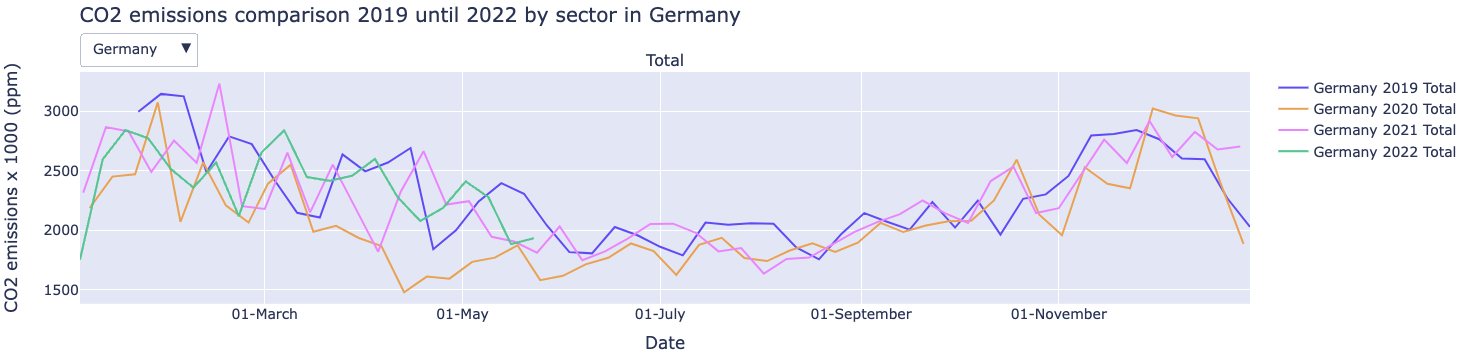 CO2 emissions comparison 2019 until 2022 by sector in Germany
Germany ▼
Total
CO2 emissions x 1000 (ppm)
3000
2500
2000
1500
01-March
01-May
01-July
01-September
01-November
Date
Germany 2019 Total
Germany 2020 Total
Germany 2021 Total
Germany 2022 Total